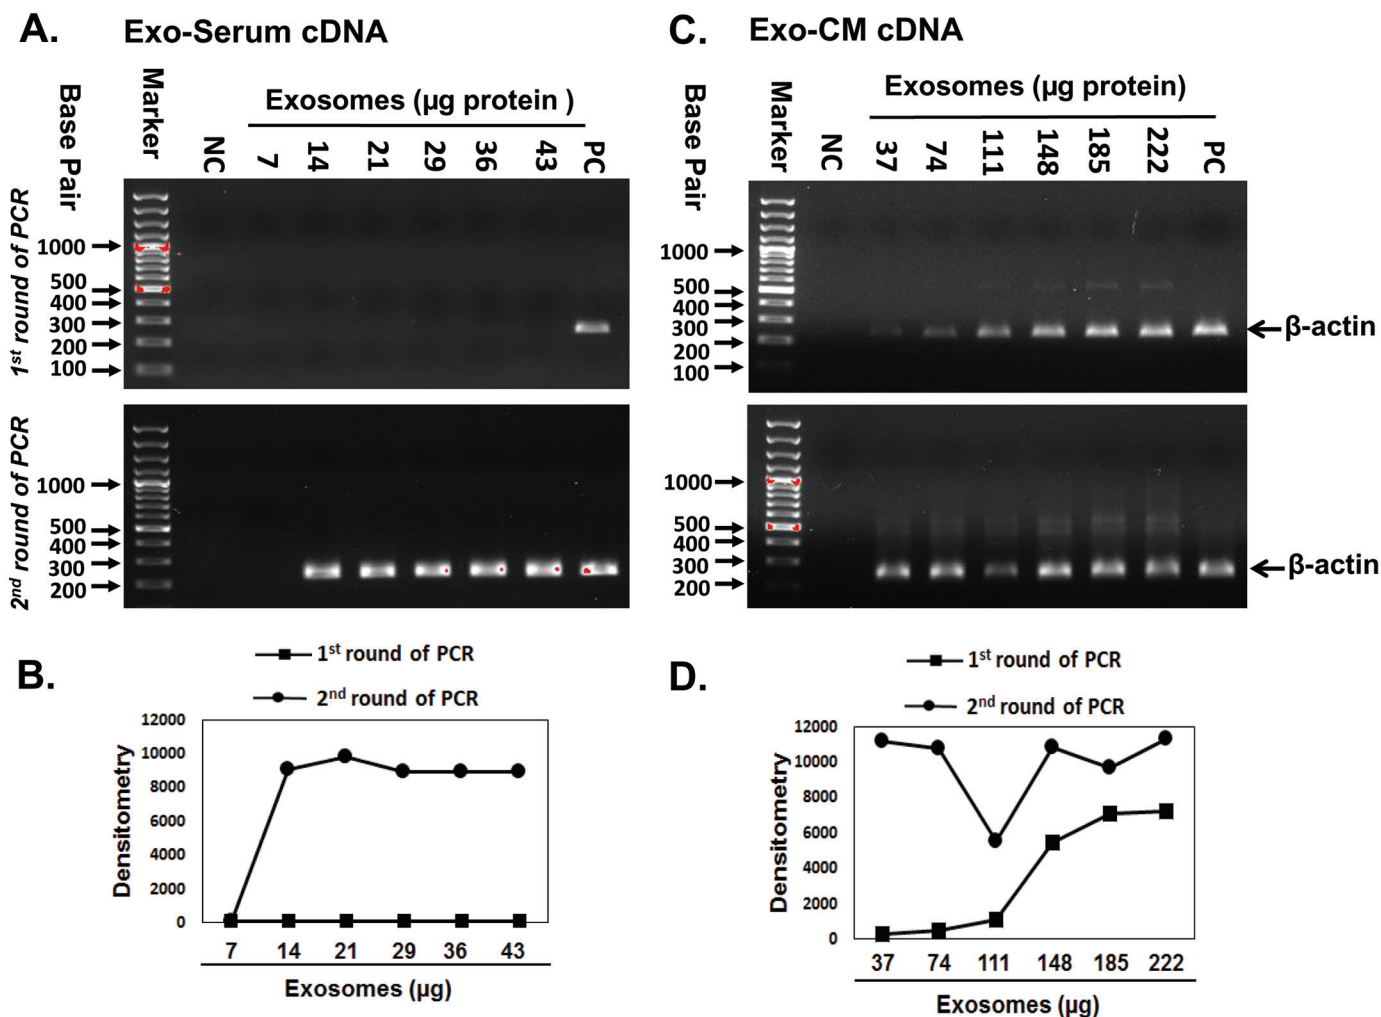 A. Exo-Serum cDNA
Base Pair
Marker
NC
Exosomes (µg protein )
7 14 21 29 36 43 PC
1st round of PCR
1000
500
400
300
200
100
2nd round of PCR
1000
500
400
300
200
C. Exo-CM cDNA
Base Pair
Marker
NC
Exosomes (µg protein)
37 74 111 148 185 222 PC
1000
500
400
300
200
100
β-actin
1000
500
400
300
200
β-actin
B.
1st round of PCR
2nd round of PCR
Densitometry
12000
10000
8000
6000
4000
2000
0
7 14 21 29 36 43
Exosomes (µg)
D.
1st round of PCR
2nd round of PCR
Densitometry
12000
10000
8000
6000
4000
2000
0
37 74 111 148 185 222
Exosomes (µg)